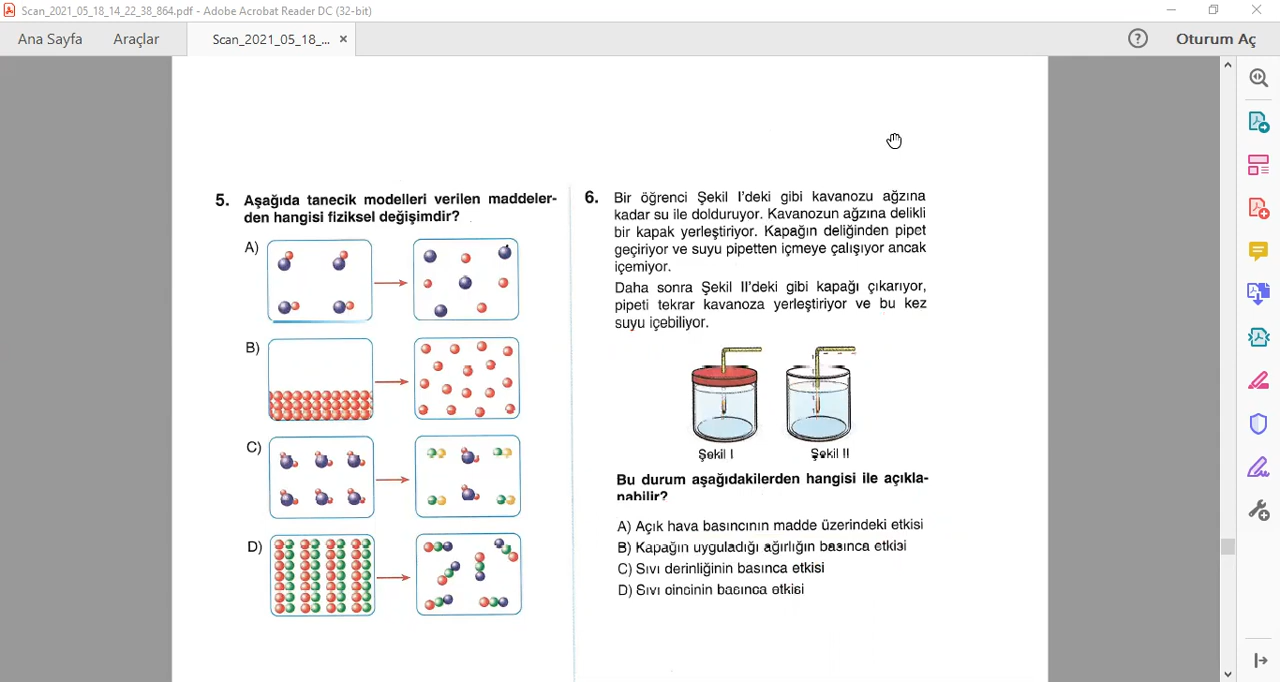 Scan_2021_05_18_14_22_38_864.pdf - Adobe Acrobat Reader DC (32-bit)
Ana Sayfa Araçlar Scan_2021_05_18_... × ? Oturum Aç
5. Aşağıda tanecik modelleri verilen maddeler-
den hangisi fiziksel değişimdir?
A)
B)
C)
D)
6. Bir öğrenci Şekil I'deki gibi kavanozu ağzına
kadar su ile dolduruyor. Kavanozun ağzına delikli
bir kapak yerleştiriyor. Kapağın deliğinden pipet
geçiriyor ve suyu pipetten içmeye çalışıyor ancak
içemiyor.
Daha sonra Şekil II'deki gibi kapağı çıkarıyor,
pipeti tekrar kavanoza yerleştiriyor ve bu kez
suyu içebiliyor.
Şekil I Şekil II
Bu durum aşağıdakilerden hangisi ile açıkla-
nabilir?
A) Açık hava basıncının madde üzerindeki etkisi
B) Kapağın uyguladığı ağırlığın basınca etkisi
C) Sıvı derinliğinin basınca etkisi
D) Sıvı cinsinin basınca etkisi